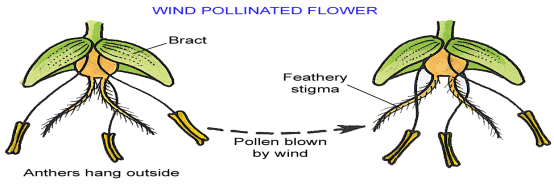 WIND POLLINATED FLOWER
Bract
Feathery
stigma
Pollen blown
by wind
Anthers hang outside